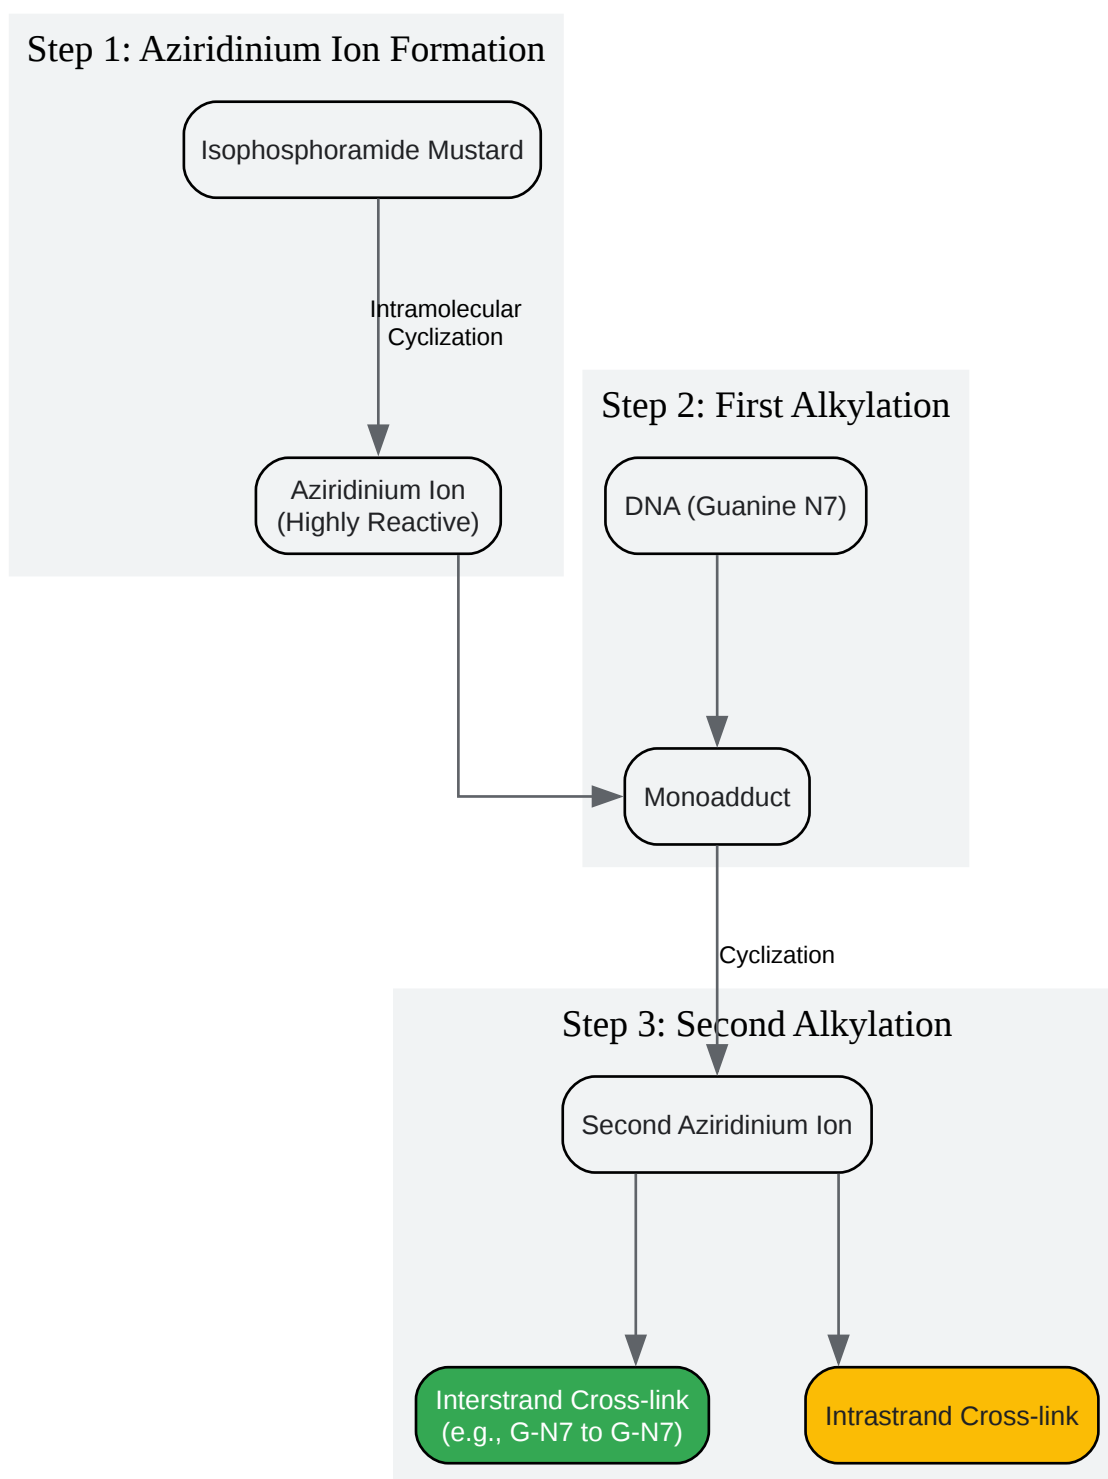 Step 1: Aziridinium Ion Formation
Isophosphoramide Mustard
Intramolecular
Cyclization
Aziridinium Ion
(Highly Reactive)
Step 2: First Alkylation
DNA (Guanine N7)
Monoadduct
Cyclization
Step 3: Second Alkylation
Second Aziridinium Ion
Interstrand Cross-link
(e.g., G-N7 to G-N7)
Intrastrand Cross-link